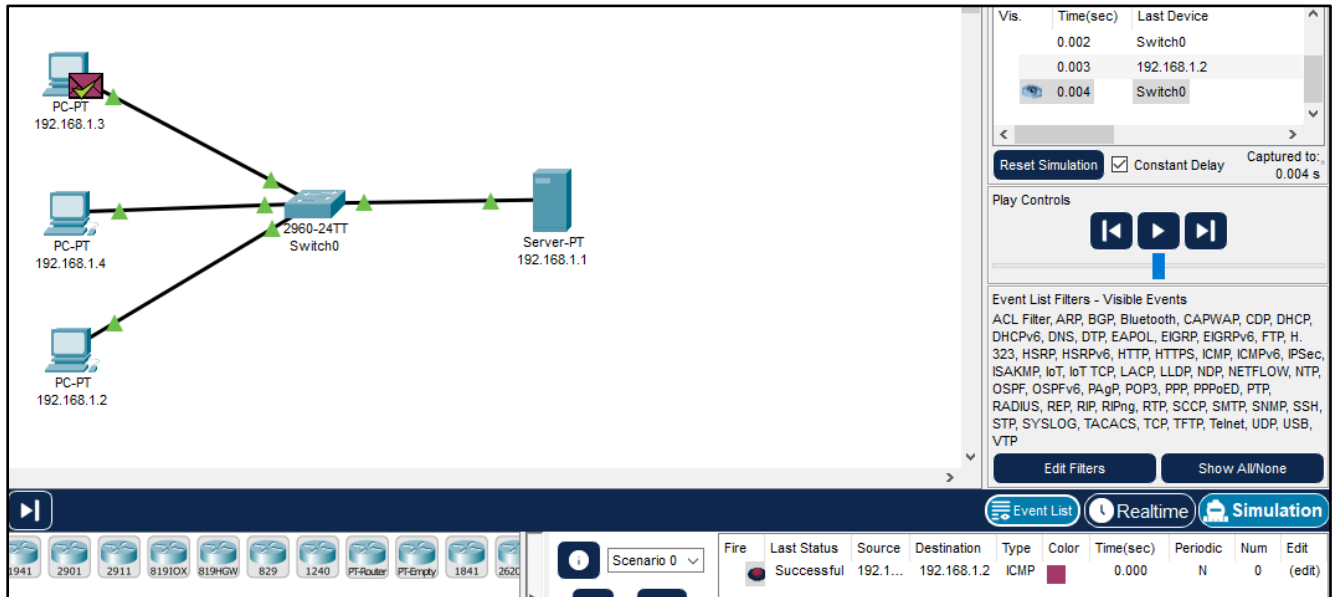 Vis. Time(sec) Last Device
0.002 Switch0
0.003 192.168.1.2
0.004 Switch0
Reset Simulation Constant Delay Captured to:
0.004 s
Play Controls
PC-PT
192.168.1.3
PC-PT
192.168.1.4
2960-24TT
Switch0
Server-PT
192.168.1.1
PC-PT
192.168.1.2
Event List Filters - Visible Events
ACL Filter, ARP, BGP, Bluetooth, CAPWAP, CDP, DHCP,
DHCPv6, DNS, DTP, EAPOL, EIGRP, EIGRPv6, FTP, H.
323, HSRP, HSRPv6, HTTP, HTTPS, ICMP, ICMPv6, IPSec,
ISAKMP, IoT, IoT TCP, LACP, LLDP, NDP, NETFLOW, NTP,
OSPF, OSPFv6, PAgP, POP3, PPP, PPPoED, PTP,
RADIUS, REP, RIP, RIPng, RTP, SCCP, SMTP, SNMP, SSH,
STP, SYSLOG, TACACS, TCP, TFTP, Telnet, UDP, USB,
VTP
Edit Filters Show All/None
Event List Realtime Simulation
1941 2901 2911 819IOX 819HGW 829 1240 PT-Router PT-Empty 1841 2620
Scenario 0
Fire Last Status Source Destination Type Color Time(sec) Periodic Num Edit
Successful 192.1... 192.168.1.2 ICMP 0.000 N 0 (edit)